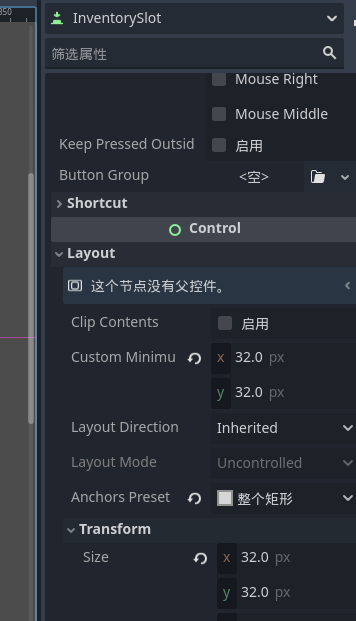 350
InventorySlot
筛选属性
Mouse Right
Mouse Middle
Keep Pressed Outsid 启用
Button Group <空>
Shortcut
Control
Layout
这个节点没有父控件。
Clip Contents 启用
Custom Minimu x 32.0 px
y 32.0 px
Layout Direction Inherited
Layout Mode Uncontrolled
Anchors Preset 整个矩形
Transform
Size x 32.0 px
y 32.0 px